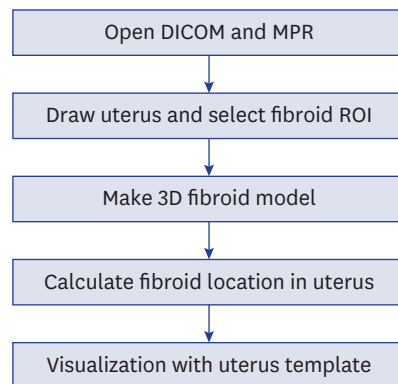 Open DICOM and MPR
Draw uterus and select fibroid ROI
Make 3D fibroid model
Calculate fibroid location in uterus
Visualization with uterus template